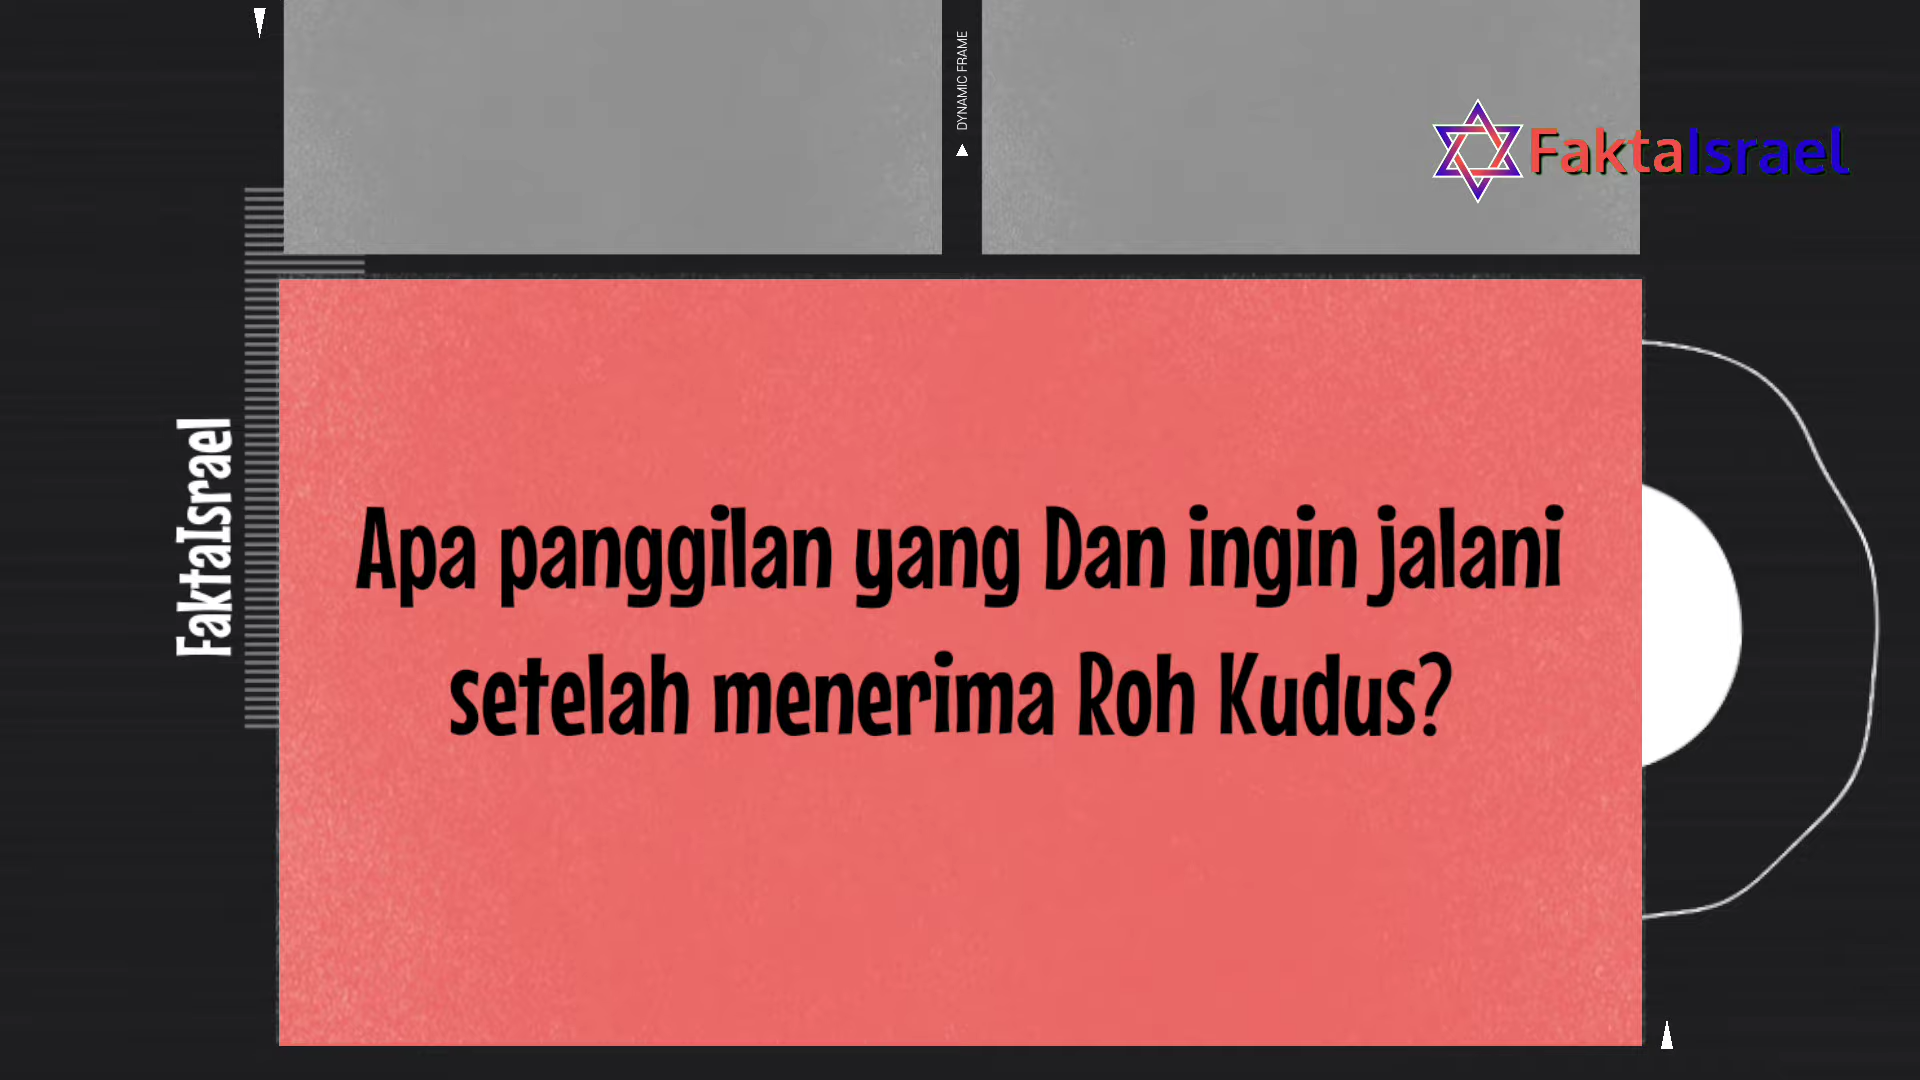 DYNAMIC FRAME
FaktaIsrael
FaktaIsrael
Apa panggilan yang Dan ingin jalani
setelah menerima Roh Kudus?